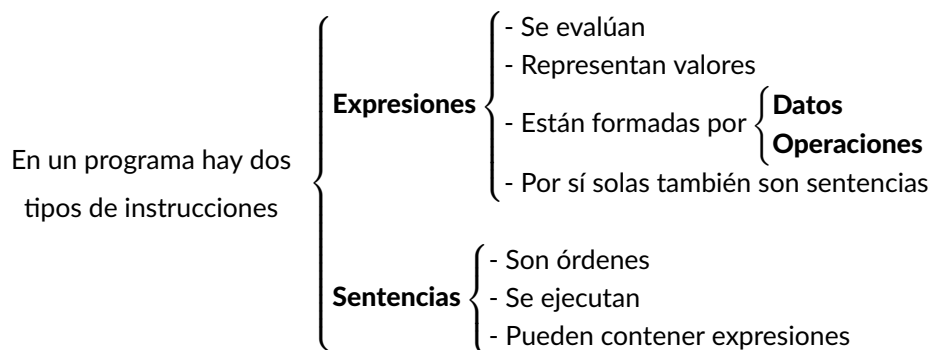 En un programa hay dos
tipos de instrucciones
Expresiones
- Se evalúan
- Representan valores
- Están formadas por
Datos
Operaciones
- Por sí solas también son sentencias
Sentencias
- Son órdenes
- Se ejecutan
- Pueden contener expresiones